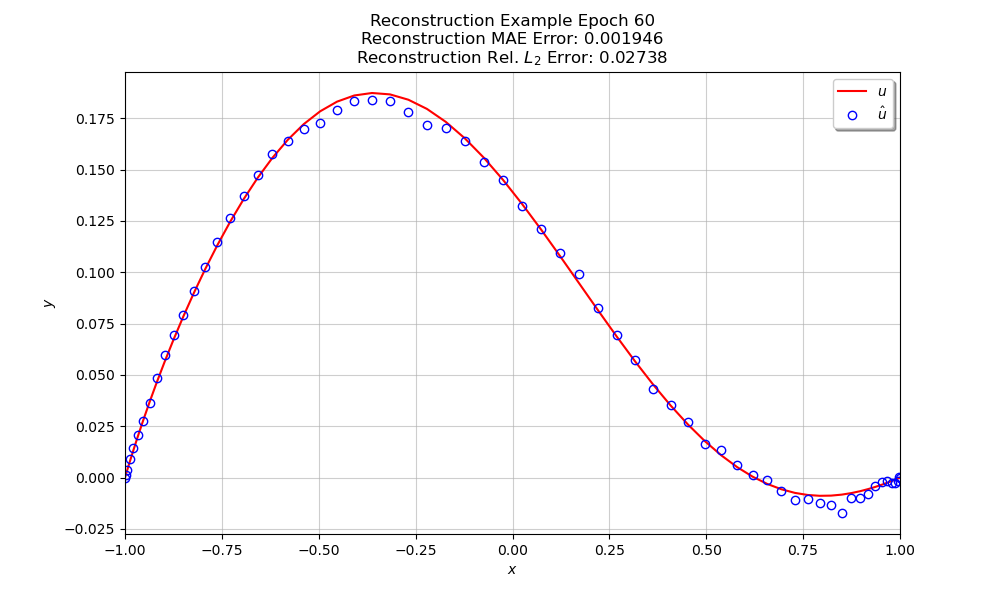 Reconstruction Example Epoch 60
Reconstruction MAE Error: 0.001946
Reconstruction Rel. $L_2$ Error: 0.02738
u
û
y
0.175
0.150
0.125
0.100
0.075
0.050
0.025
0.000
−0.025
−1.00 −0.75 −0.50 −0.25 0.00 0.25 0.50 0.75 1.00
x